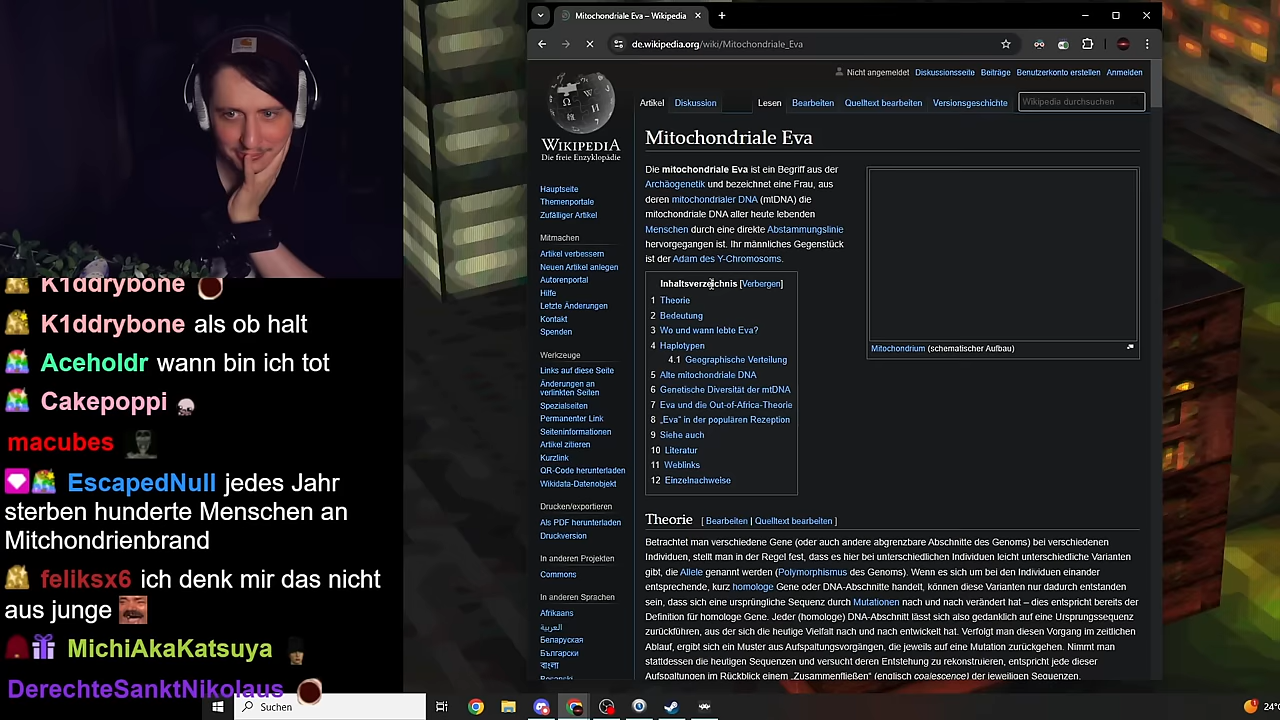 Mitochondriale Eva – Wikipedia
de.wikipedia.org/wiki/Mitochondriale_Eva
Nicht angemeldet Diskussionsseite Beiträge Benutzerkonto erstellen Anmelden
Artikel Diskussion Lesen Bearbeiten Quelltext bearbeiten Versionsgeschichte Wikipedia durchsuchen
WIKIPEDIA
Die freie Enzyklopädie
Hauptseite
Themenportale
Zufälliger Artikel
Mitmachen
Artikel verbessern
Neuen Artikel anlegen
Autorenportal
Hilfe
Letzte Änderungen
Kontakt
Spenden
Werkzeuge
Links auf diese Seite
Änderungen an
verlinkten Seiten
Spezialseiten
Permanenter Link
Seiteninformationen
Artikel zitieren
Kurzlink
QR-Code herunterladen
Wikidata-Datenobjekt
Drucken/exportieren
Als PDF herunterladen
Druckversion
In anderen Projekten
Commons
In anderen Sprachen
Afrikaans
العربية
Беларуская
Български
বাংলা
Bosanski
Mitochondriale Eva
Die mitochondriale Eva ist ein Begriff aus der
Archäogenetik und bezeichnet eine Frau, aus
deren mitochondrialer DNA (mtDNA) die
mitochondriale DNA aller heute lebenden
Menschen durch eine direkte Abstammungslinie
hervorgegangen ist. Ihr männliches Gegenstück
ist der Adam des Y-Chromosoms.
Mitochondrium (schematischer Aufbau)
Inhaltsverzeichnis [Verbergen]
1 Theorie
2 Bedeutung
3 Wo und wann lebte Eva?
4 Haplotypen
4.1 Geographische Verteilung
5 Alte mitochondriale DNA
6 Genetische Diversität der mtDNA
7 Eva und die Out-of-Africa-Theorie
8 „Eva“ in der populären Rezeption
9 Siehe auch
10 Literatur
11 Weblinks
12 Einzelnachweise
Theorie [ Bearbeiten | Quelltext bearbeiten ]
Betrachtet man verschiedene Gene (oder auch andere abgrenzbare Abschnitte des Genoms) bei verschiedenen
Individuen, stellt man in der Regel fest, dass es hier bei unterschiedlichen Individuen leicht unterschiedliche Varianten
gibt, die Allele genannt werden (Polymorphismus des Genoms). Wenn es sich um bei den Individuen einander
entsprechende, kurz homologe Gene oder DNA-Abschnitte handelt, können diese Varianten nur dadurch entstanden
sein, dass sich eine ursprüngliche Sequenz durch Mutationen nach und nach verändert hat – dies entspricht bereits der
Definition für homologe Gene. Jeder (homologe) DNA-Abschnitt lässt sich also gedanklich auf eine Ursprungssequenz
zurückführen, aus der sich die heutige Vielfalt nach und nach entwickelt hat. Verfolgt man diesen Vorgang im zeitlichen
Ablauf, ergibt sich ein Muster aus Aufspaltungsvorgängen, die jeweils auf eine Mutation zurückgehen. Nimmt man
stattdessen die heutigen Sequenzen und versucht deren Entstehung zu rekonstruieren, entspricht jede dieser
Aufspaltungen im Rückblick einem „Zusammenfließen“ (englisch coalescence) der jeweiligen Sequenzen.
K1ddrybone
K1ddrybone als ob halt
Aceholdr wann bin ich tot
Cakepoppi
macubes
EscapedNull jedes Jahr
sterben hunderte Menschen an
Mitchondrienbrand
feliksx6 ich denk mir das nicht
aus junge
MichiAkaKatsuya
DerechteSanktNikolaus
Suchen
24°